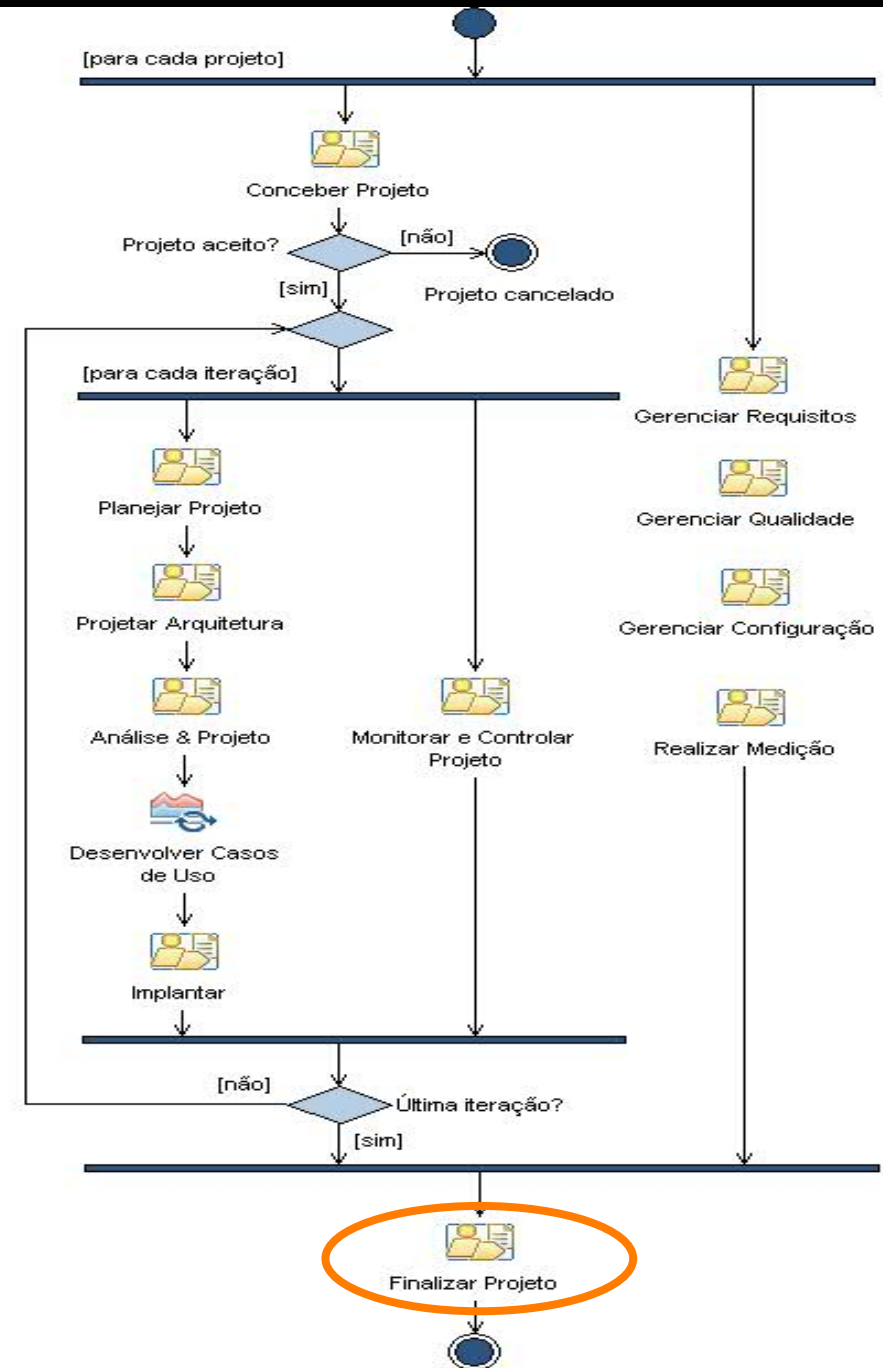 [para cada projeto]
Conceber Projeto
Projeto aceito?
[não]
[sim]
Projeto cancelado
[para cada iteração]
Gerenciar Requisitos
Planejar Projeto
Gerenciar Qualidade
Projetar Arquitetura
Gerenciar Configuração
Análise & Projeto
Monitorar e Controlar
Projeto
Realizar Medição
Desenvolver Casos
de Uso
Implantar
[não]
Última iteração?
[sim]
Finalizar Projeto